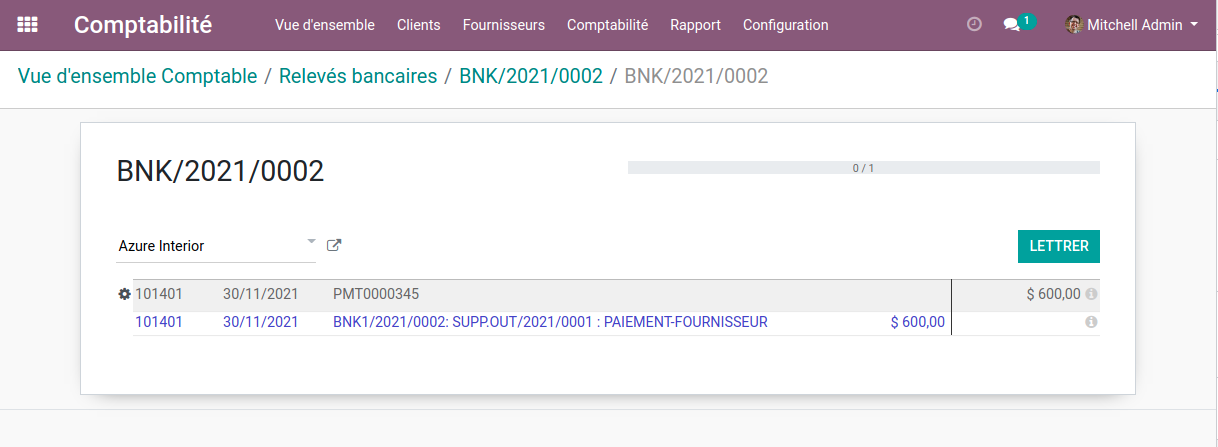 Comptabilité Vue d'ensemble Clients Fournisseurs Comptabilité Rapport Configuration 1 Mitchell Admin
Vue d'ensemble Comptable / Relevés bancaires / BNK/2021/0002 / BNK/2021/0002
BNK/2021/0002
0 / 1
Azure Interior LETTRER
101401 30/11/2021 PMT0000345 $ 600,00
101401 30/11/2021 BNK1/2021/0002: SUPP.OUT/2021/0001 : PAIEMENT-FOURNISSEUR $ 600,00